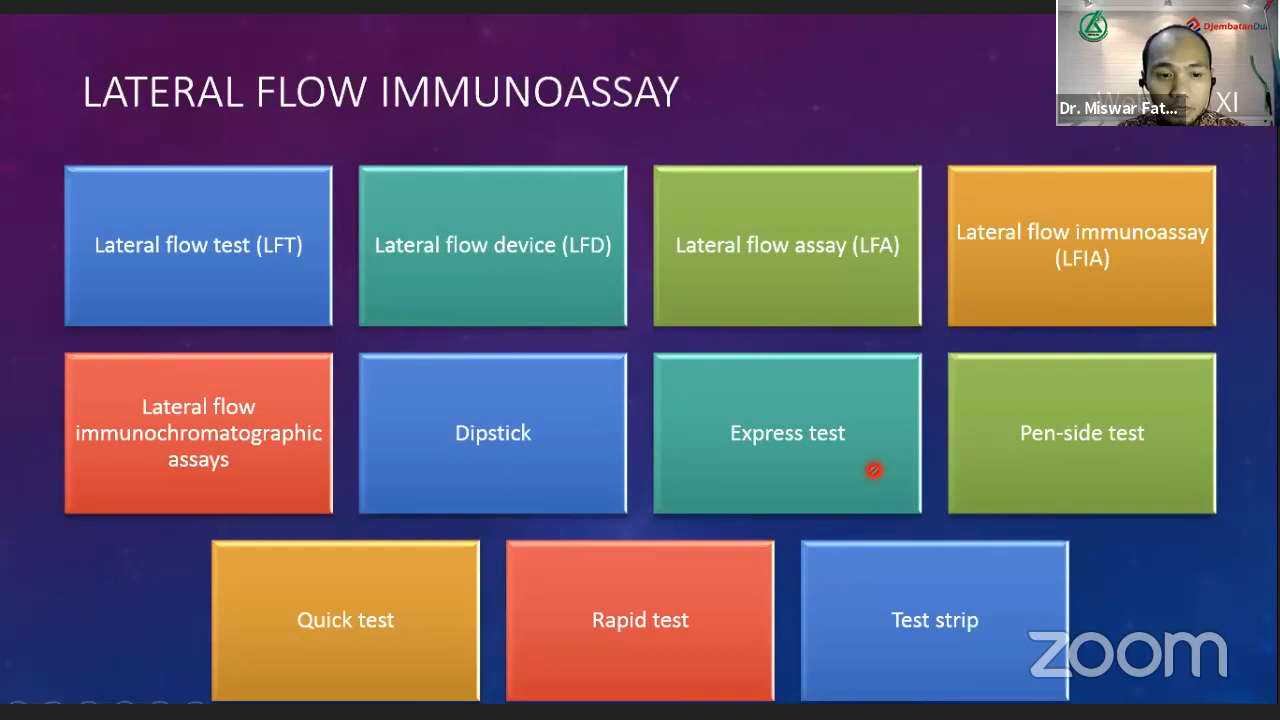 LATERAL FLOW IMMUNOASSAY
DjembatanDu
XI
Dr. Miswar Fat...
Lateral flow test (LFT)
Lateral flow device (LFD)
Lateral flow assay (LFA)
Lateral flow immunoassay
(LFIA)
Lateral flow
immunochromatographic
assays
Dipstick
Express test
Pen-side test
Quick test
Rapid test
Test strip
zoom